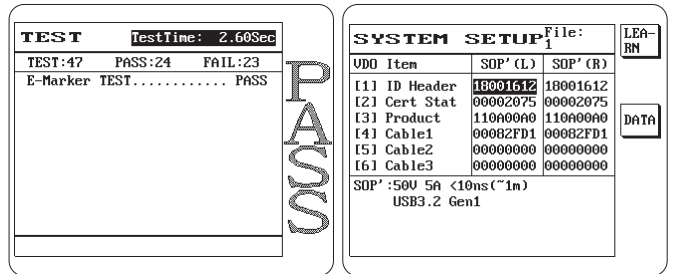 TEST TestTime: 2.60Sec
TEST:47 PASS:24 FAIL:23
E-Marker TEST............ PASS
PASS
SYSTEM SETUP File: 1
VDO Item SOP'(L) SOP'(R)
[1] ID Header 18001612 18001612
[2] Cert Stat 00002075 00002075
[3] Product 110A00A0 110A00A0
[4] Cable1 00082FD1 00082FD1
[5] Cable2 00000000 00000000
[6] Cable3 00000000 00000000
SOP':50V 5A <10ns(~1m)
USB3.2 Gen1
LEA-
RN
DATA